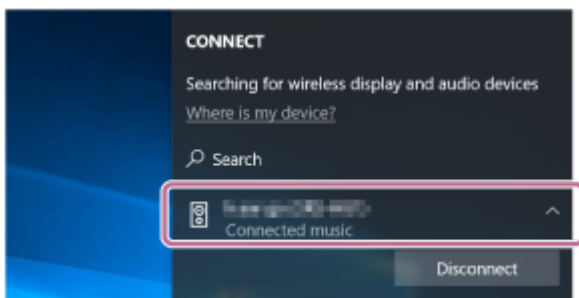 CONNECT
Searching for wireless display and audio devices
Where is my device?
Search
Connected music
Disconnect